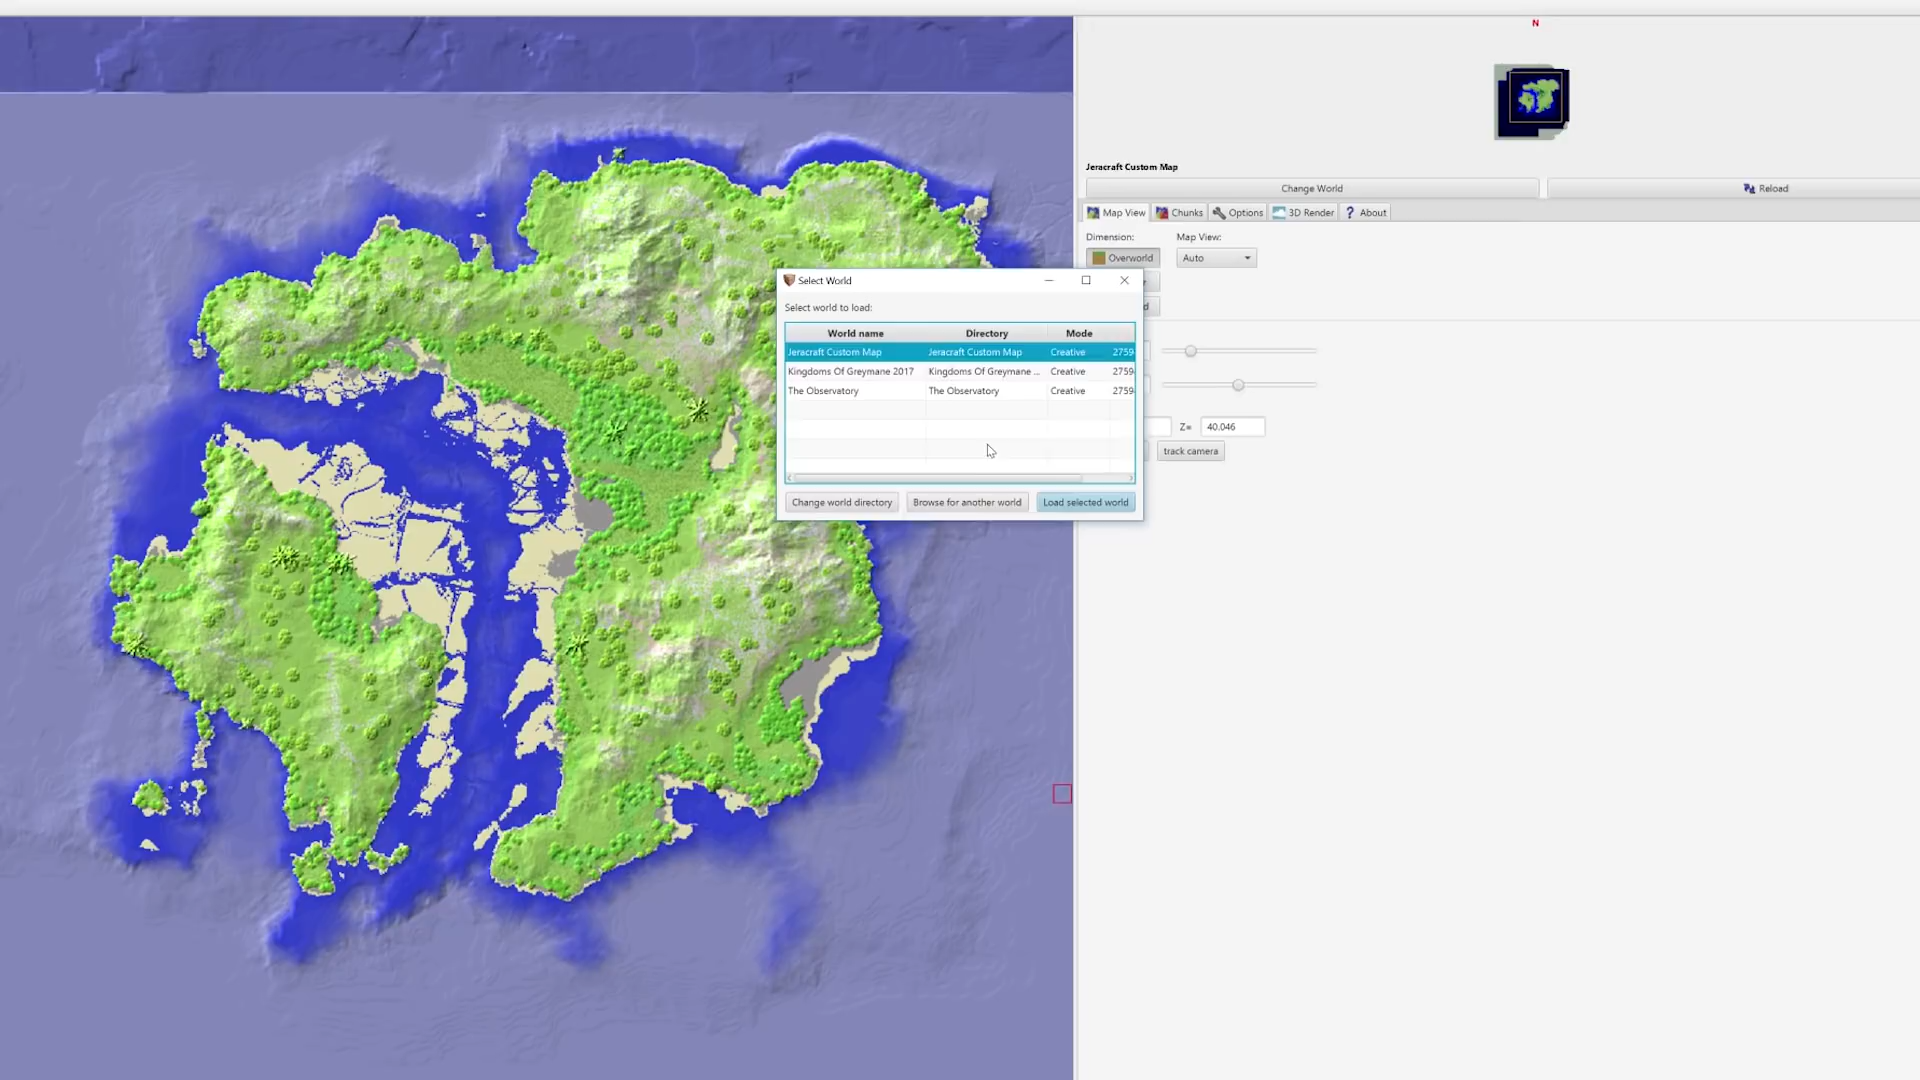 N
Jeracraft Custom Map
Change World
Reload
Map View
Chunks
Options
3D Render
? About
Dimension:
Map View:
Overworld
Auto
Select World
Select world to load:
World name Directory Mode
Jeracraft Custom Map Jeracraft Custom Map Creative 2759
Kingdoms Of Greymane 2017 Kingdoms Of Greymane ... Creative 2759
The Observatory The Observatory Creative 2759
Z= 40.046
track camera
Change world directory
Browse for another world
Load selected world